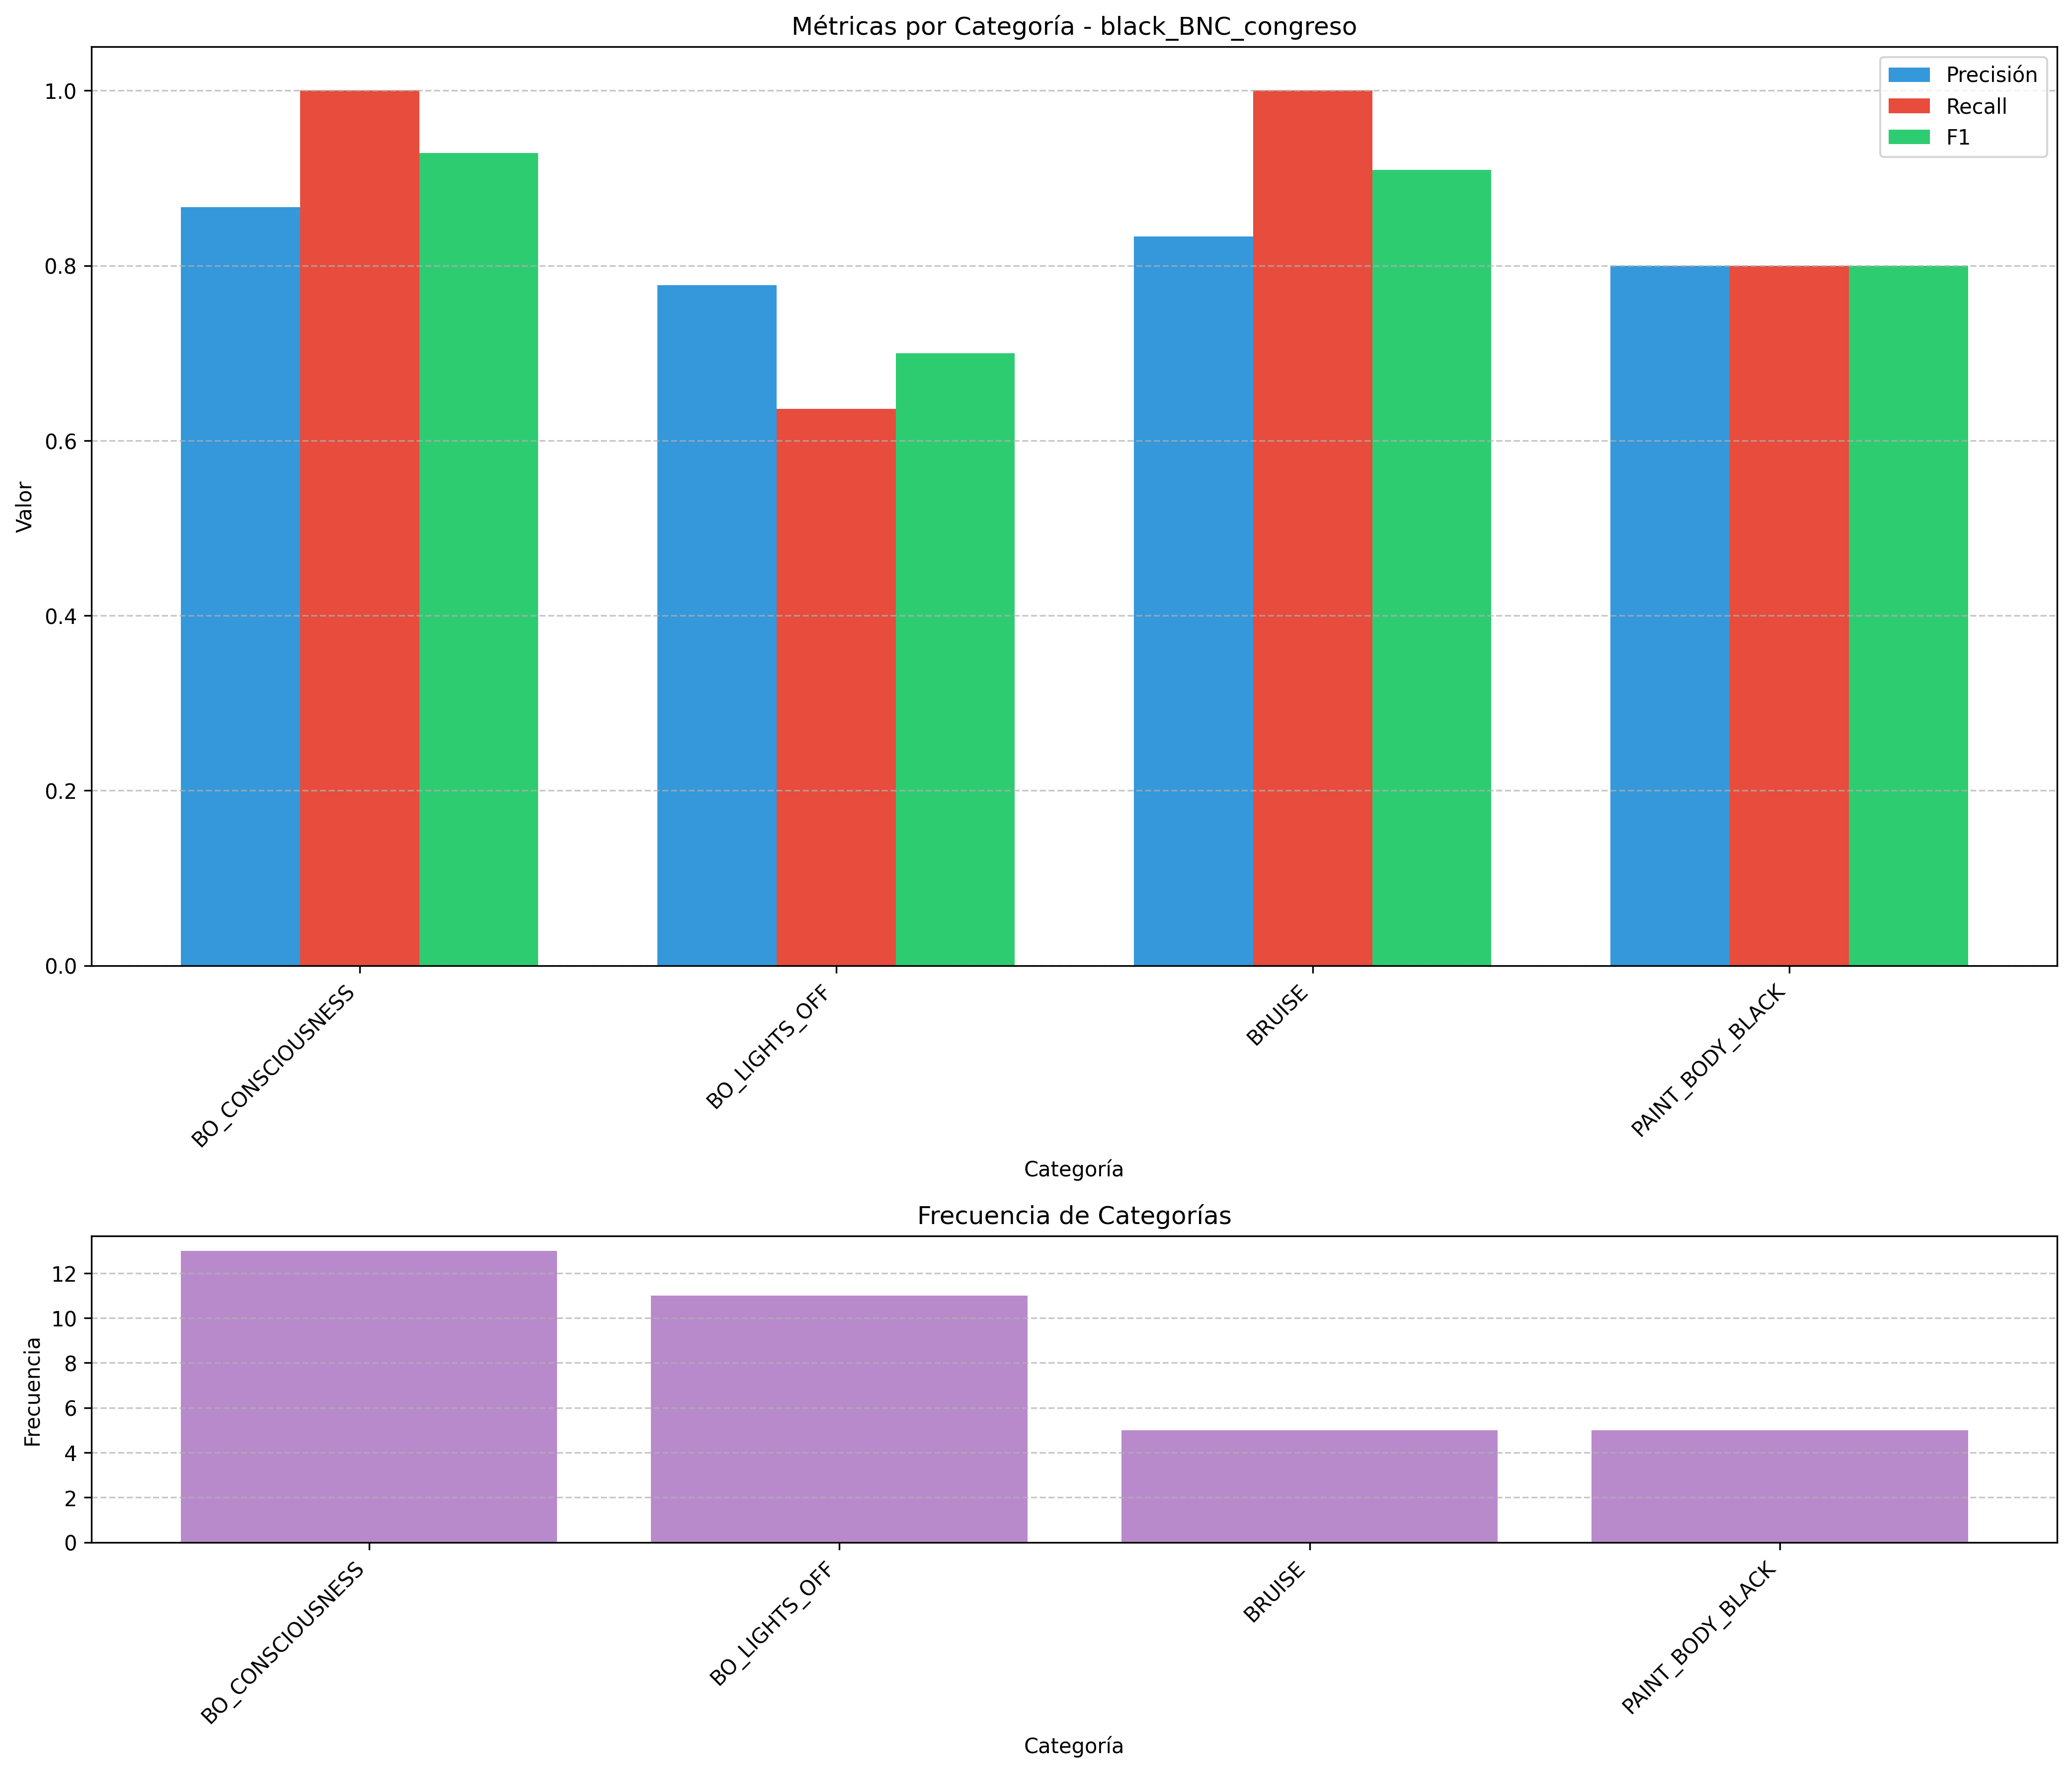 Métricas por Categoría - black_BNC_congreso
Precisión
Recall
F1
1.0
0.8
0.6
0.4
0.2
0.0
Valor
BO_CONSCIOUSNESS
BO_LIGHTS_OFF
BRUISE
PAINT_BODY_BLACK
Categoría
Frecuencia de Categorías
12
10
8
6
4
2
0
Frecuencia
BO_CONSCIOUSNESS
BO_LIGHTS_OFF
BRUISE
PAINT_BODY_BLACK
Categoría